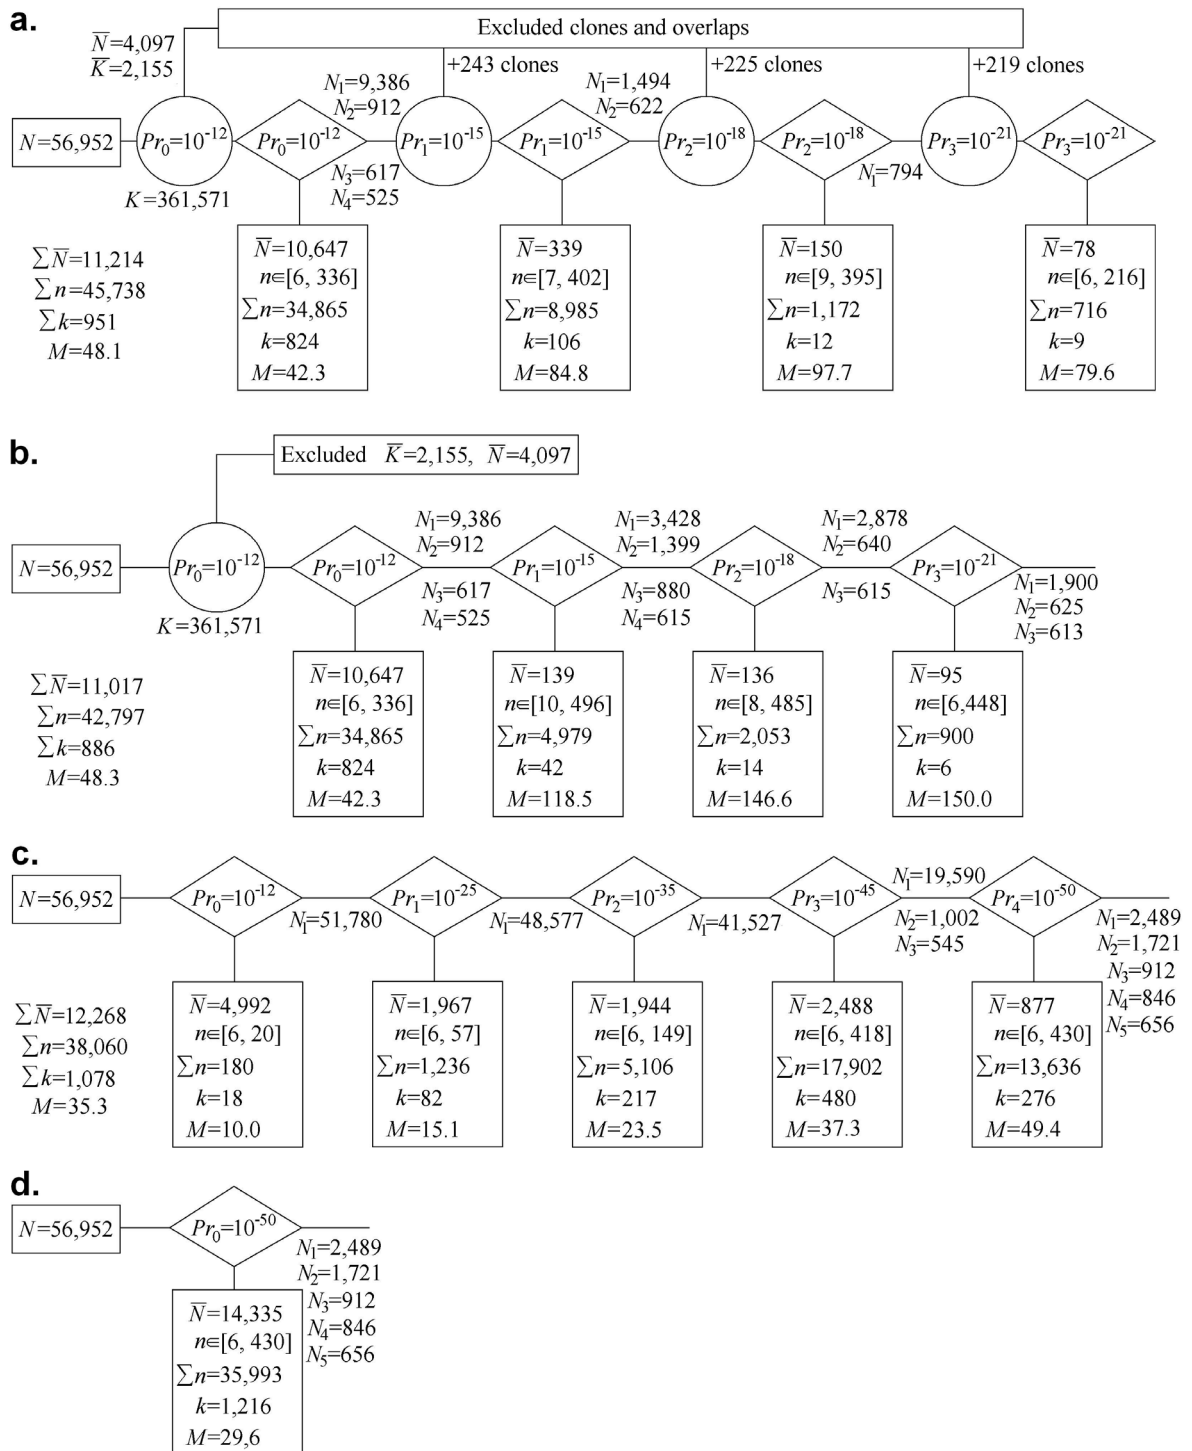 a.
Excluded clones and overlaps
N̅=4,097
K̅=2,155
+243 clones
+225 clones
+219 clones
N₁=9,386
N₂=912
N₁=1,494
N₂=622
N=56,952
Pr₀=10⁻¹²
Pr₀=10⁻¹²
Pr₁=10⁻¹⁵
Pr₁=10⁻¹⁵
Pr₂=10⁻¹⁸
Pr₂=10⁻¹⁸
Pr₃=10⁻²¹
Pr₃=10⁻²¹
N₃=617
N₄=525
N₁=794
K=361,571
∑N̅=11,214
∑n=45,738
∑k=951
M=48.1
N̅=10,647
n∈[6, 336]
∑n=34,865
k=824
M=42.3
N̅=339
n∈[7, 402]
∑n=8,985
k=106
M=84.8
N̅=150
n∈[9, 395]
∑n=1,172
k=12
M=97.7
N̅=78
n∈[6, 216]
∑n=716
k=9
M=79.6
b.
Excluded K̅=2,155, N̅=4,097
N₁=9,386
N₂=912
N₁=3,428
N₂=1,399
N₁=2,878
N₂=640
N=56,952
Pr₀=10⁻¹²
Pr₀=10⁻¹²
Pr₁=10⁻¹⁵
Pr₂=10⁻¹⁸
Pr₃=10⁻²¹
N₃=617
N₄=525
N₃=880
N₄=615
N₃=615
N₁=1,900
N₂=625
N₃=613
K=361,571
∑N̅=11,017
∑n=42,797
∑k=886
M=48.3
N̅=10,647
n∈[6, 336]
∑n=34,865
k=824
M=42.3
N̅=139
n∈[10, 496]
∑n=4,979
k=42
M=118.5
N̅=136
n∈[8, 485]
∑n=2,053
k=14
M=146.6
N̅=95
n∈[6,448]
∑n=900
k=6
M=150.0
c.
N=56,952
Pr₀=10⁻¹²
N₁=51,780
Pr₁=10⁻²⁵
N₁=48,577
Pr₂=10⁻³⁵
N₁=41,527
Pr₃=10⁻⁴⁵
N₁=19,590
N₂=1,002
N₃=545
Pr₄=10⁻⁵⁰
N₁=2,489
N₂=1,721
N₃=912
N₄=846
N₅=656
∑N̅=12,268
∑n=38,060
∑k=1,078
M=35.3
N̅=4,992
n∈[6, 20]
∑n=180
k=18
M=10.0
N̅=1,967
n∈[6, 57]
∑n=1,236
k=82
M=15.1
N̅=1,944
n∈[6, 149]
∑n=5,106
k=217
M=23.5
N̅=2,488
n∈[6, 418]
∑n=17,902
k=480
M=37.3
N̅=877
n∈[6, 430]
∑n=13,636
k=276
M=49.4
d.
N=56,952
Pr₀=10⁻⁵⁰
N₁=2,489
N₂=1,721
N₃=912
N₄=846
N₅=656
N̅=14,335
n∈[6, 430]
∑n=35,993
k=1,216
M=29,6